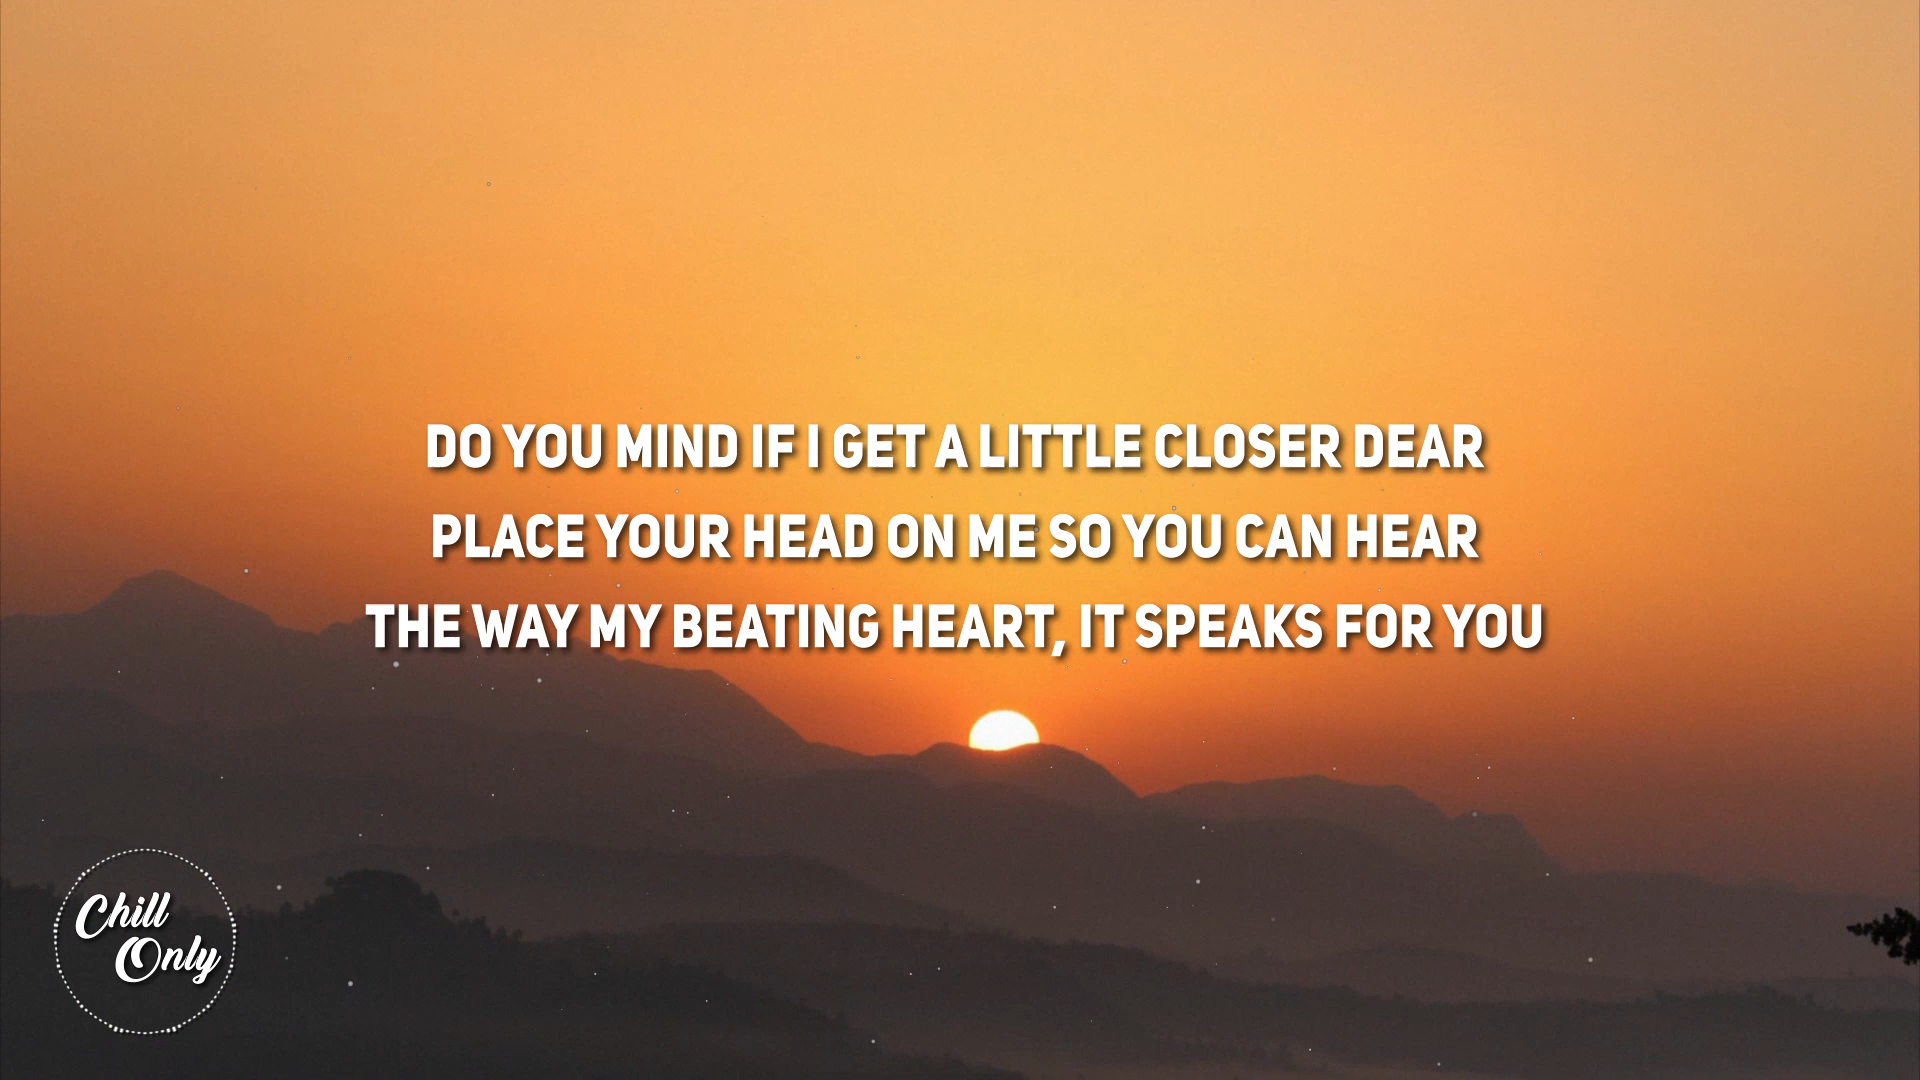 DO YOU MIND IF I GET A LITTLE CLOSER DEAR
PLACE YOUR HEAD ON ME SO YOU CAN HEAR
THE WAY MY BEATING HEART, IT SPEAKS FOR YOU
Chill
Only